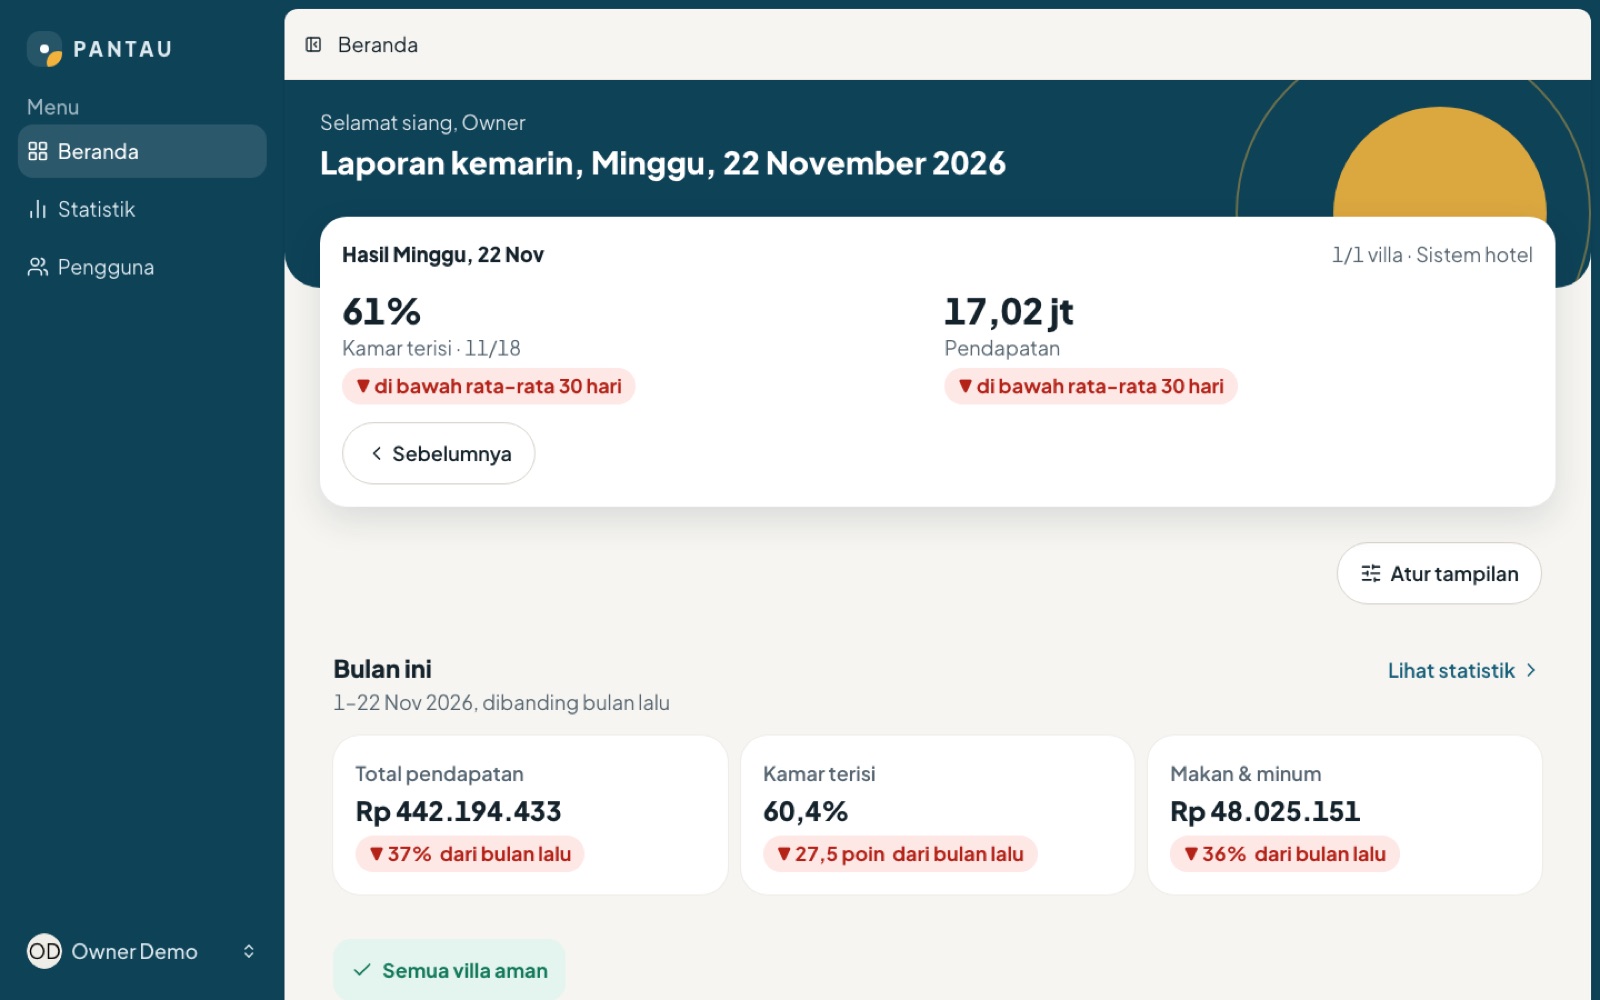 PANTAU
Menu
Beranda
Statistik
Pengguna
OD Owner Demo
Beranda
Selamat siang, Owner
Laporan kemarin, Minggu, 22 November 2026
Hasil Minggu, 22 Nov
1/1 villa · Sistem hotel
61%
Kamar terisi · 11/18
▼ di bawah rata-rata 30 hari
17,02 jt
Pendapatan
▼ di bawah rata-rata 30 hari
Sebelumnya
Atur tampilan
Bulan ini
Lihat statistik
1–22 Nov 2026, dibanding bulan lalu
Total pendapatan
Rp 442.194.433
▼ 37% dari bulan lalu
Kamar terisi
60,4%
▼ 27,5 poin dari bulan lalu
Makan & minum
Rp 48.025.151
▼ 36% dari bulan lalu
Semua villa aman